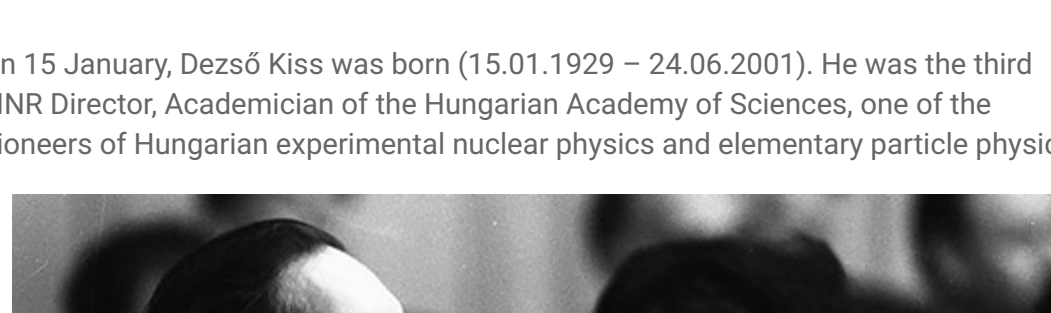 n 15 January, Dezső Kiss was born (15.01.1929 – 24.06.2001). He was the third
INR Director, Academician of the Hungarian Academy of Sciences, one of the
ioneers of Hungarian experimental nuclear physics and elementary particle physic